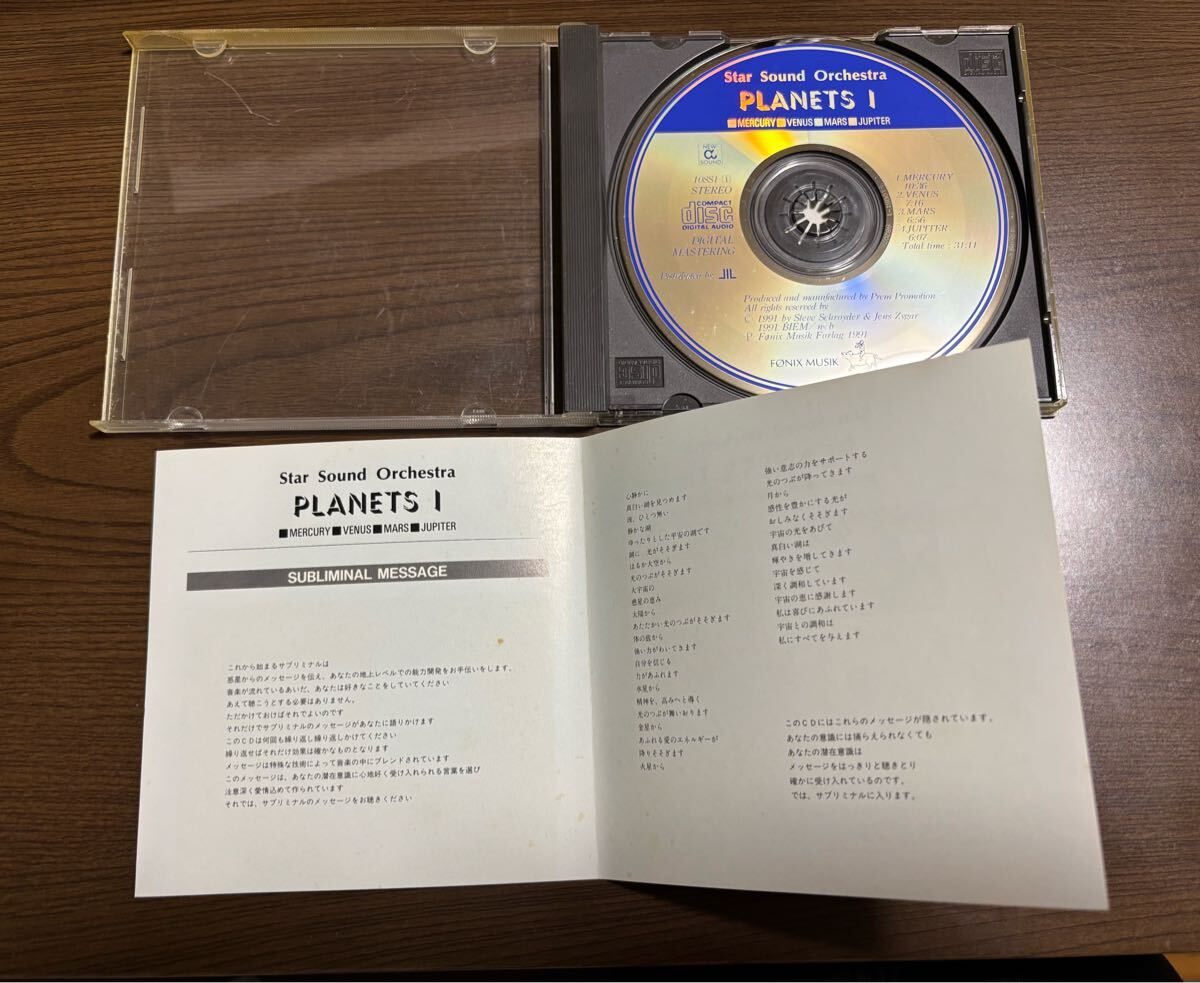 Star Sound Orchestra
PLANETS I
MERCURY VENUS MARS JUPITER
NEW
α
SOUND
10SS1 1
STEREO
COMPACT
disc
DIGITAL AUDIO
DIGITAL
MASTERING
Distributed by JIL
1.MERCURY
10:36
2.VENUS
7:16
3.MARS
6:56
4.JUPITER
6:07
Total time : 31:11
Produced and manufactured by Prem Promotion
All rights reserved by
© 1991 by Steve Schroyder & Jens Zygar
1991 BIEM/ncb
℗ Fønix Musik Forlag 1991
FØNIX MUSIK
Star Sound Orchestra
PLANETS I
■MERCURY ■VENUS ■MARS ■JUPITER
SUBLIMINAL MESSAGE
これから始まるサブリミナルは
惑星からのメッセージを伝え、あなたの地上レベルでの能力開発をお手伝いをします。
音楽が流れているあいだ、あなたは好きなことをしていてください
あえて聴こうとする必要はありません。
ただかけておけばそれでよいのです
それだけでサブリミナルのメッセージがあなたに語りかけます
このCDは何回も繰り返し繰り返しかけてください
繰り返せばそれだけ効果は確かなものとなります
メッセージは特殊な技術によって音楽の中にブレンドされています
このメッセージは、あなたの潜在意識に心地好く受け入れられる言葉を選び
注意深く愛情込めて作られています
それでは、サブリミナルのメッセージをお聴きください
心静かに
真白い湖を見つめます
波、ひとつ無い
静かな湖
ゆったりとした平安の湖です
湖に 光がそそぎます
はるか大空から
光のつぶがそそぎます
大宇宙の
惑星の恵み
太陽から
あたたかい光のつぶがそそぎます
体の底から
強い力がわいてきます
自分を信じる
力があふれます
水星から
精神を、高みへと導く
光のつぶが舞いおります
金星から
あふれる愛のエネルギーが
降りそそぎます
火星から
強い意志の力をサポートする
光のつぶが降ってきます
月から
感性を豊かにする光が
おしみなくそそぎます
宇宙の光をあびて
真白い湖は
輝やきを増してきます
宇宙を感じて
深く調和しています
宇宙の恵に感謝します
私は喜びにあふれています
宇宙との調和は
私にすべてを与えます
このCDにはこれらのメッセージが隠されています。
あなたの意識には捕らえられなくても
あなたの潜在意識は
メッセージをはっきりと聴きとり
確かに受け入れているのです。
では、サブリミナルに入ります。